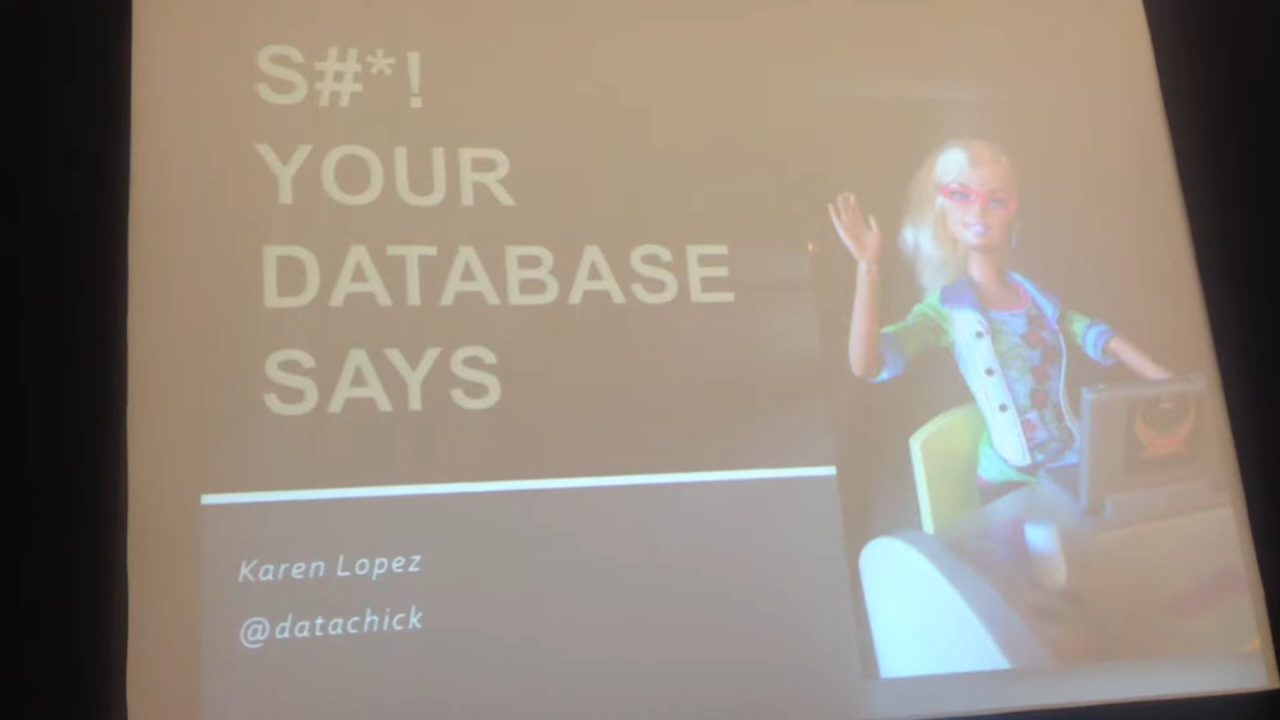 S#*!
YOUR
DATABASE
SAYS
Karen Lopez
@datachick